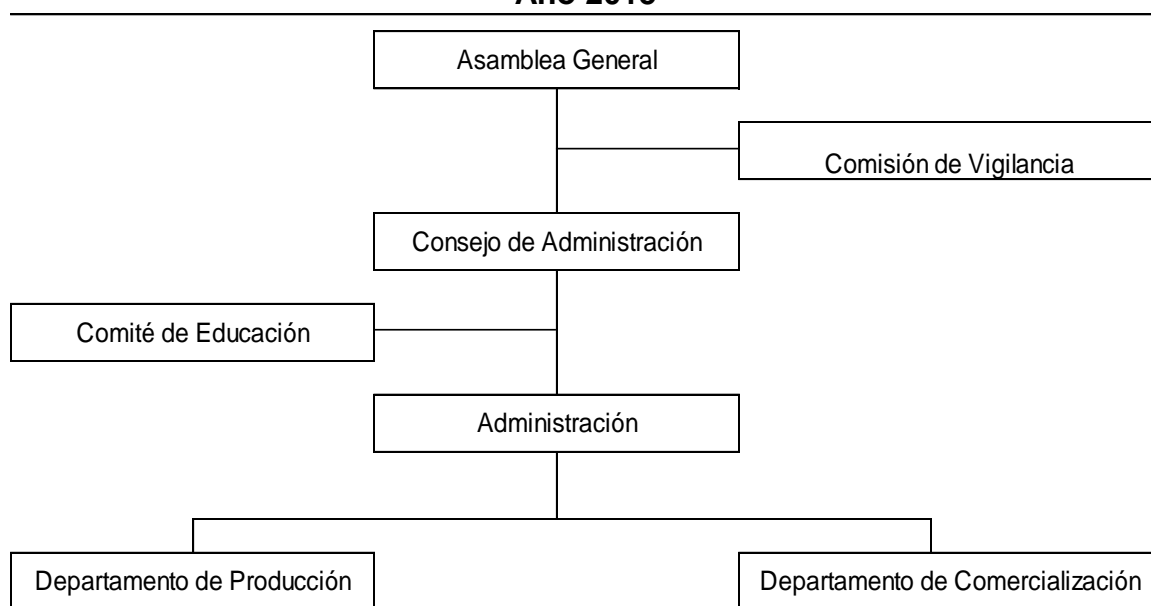 Asamblea General
Comisión de Vigilancia
Consejo de Administración
Comité de Educación
Administración
Departamento de Producción
Departamento de Comercialización